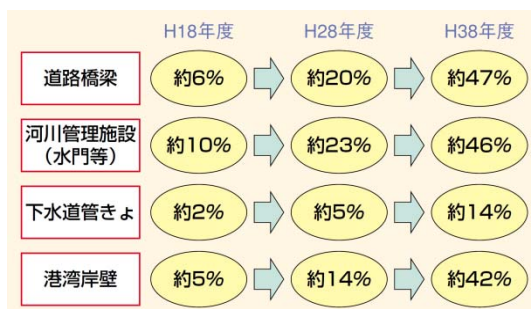 H18年度 H28年度 H38年度
道路橋梁 約6% 約20% 約47%
河川管理施設
(水門等) 約10% 約23% 約46%
下水道管きょ 約2% 約5% 約14%
港湾岸壁 約5% 約14% 約42%